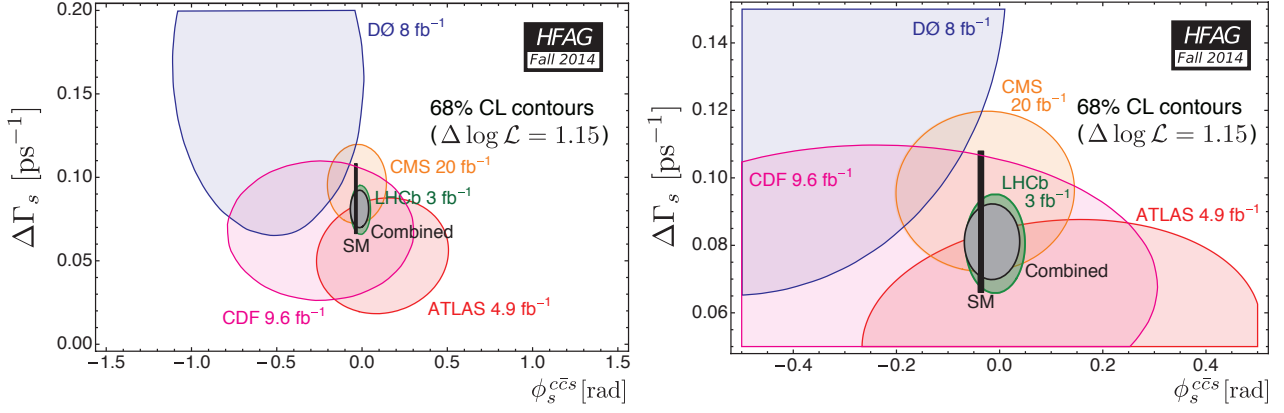 0.20
0.15
0.10
0.05
0.00
ΔΓ_s [ps⁻¹]
DØ 8 fb⁻¹
HFAG
Fall 2014
68% CL contours
(Δ log ℒ = 1.15)
CMS 20 fb⁻¹
LHCb 3 fb⁻¹
Combined
SM
CDF 9.6 fb⁻¹
ATLAS 4.9 fb⁻¹
−1.5 −1.0 −0.5 0.0 0.5 1.0 1.5
ϕ_s^{cc̄s} [rad]
0.14
0.12
0.10
0.08
0.06
ΔΓ_s [ps⁻¹]
DØ 8 fb⁻¹
HFAG
Fall 2014
CMS
20 fb⁻¹
68% CL contours
(Δ log ℒ = 1.15)
CDF 9.6 fb⁻¹
LHCb
3 fb⁻¹
ATLAS 4.9 fb⁻¹
Combined
SM
−0.4 −0.2 0.0 0.2 0.4
ϕ_s^{cc̄s} [rad]